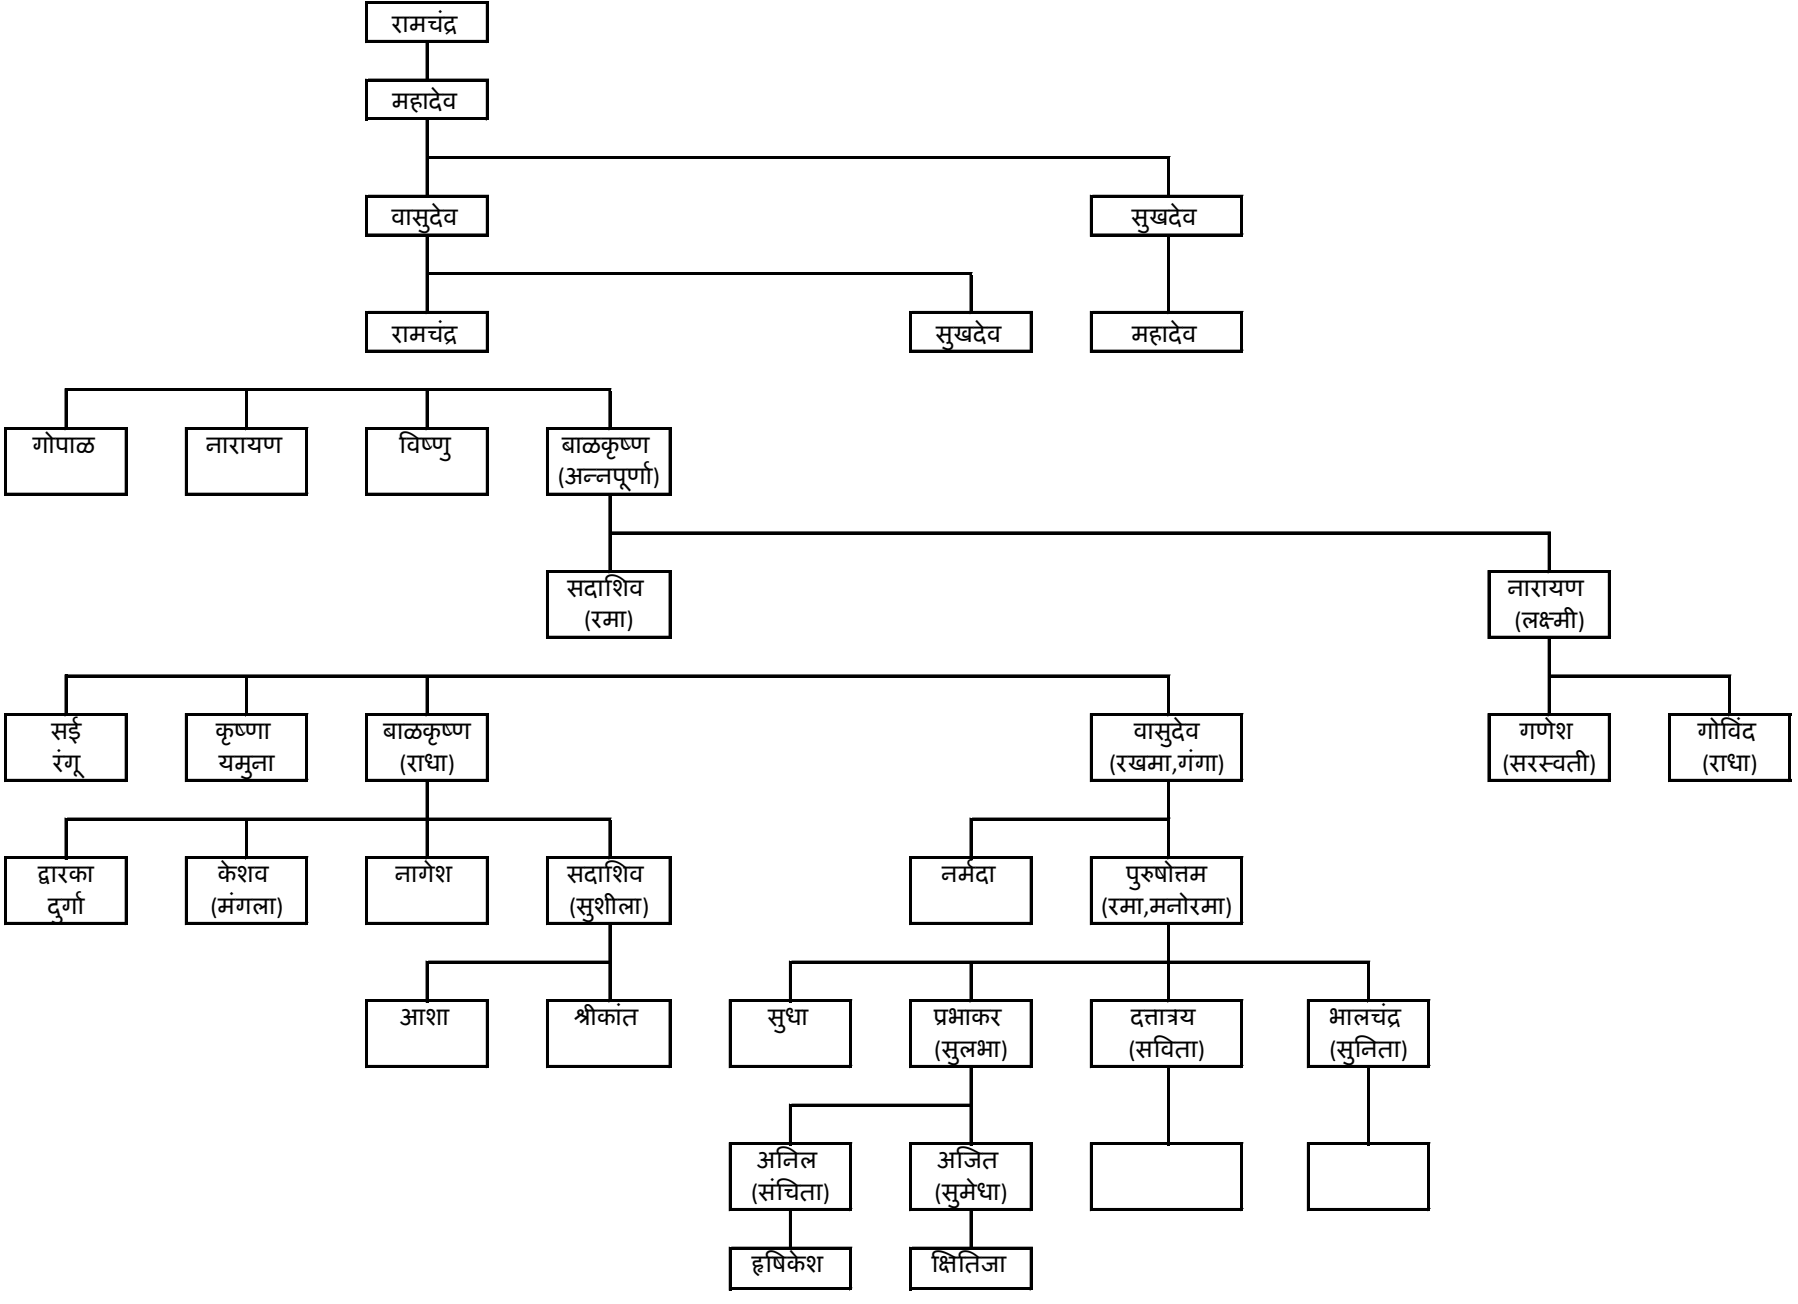 रामचंद्र
महादेव
वासुदेव
सुखदेव
रामचंद्र
सुखदेव
महादेव
गोपाळ
नारायण
विष्णु
बाळकृष्ण
(अन्नपूर्णा)
सदाशिव
(रमा)
नारायण
(लक्ष्मी)
सई
रंगू
कृष्णा
यमुना
बाळकृष्ण
(राधा)
वासुदेव
(रखमा,गंगा)
गणेश
(सरस्वती)
गोविंद
(राधा)
द्वारका
दुर्गा
केशव
(मंगला)
नागेश
सदाशिव
(सुशीला)
नर्मदा
पुरुषोत्तम
(रमा,मनोरमा)
आशा
श्रीकांत
सुधा
प्रभाकर
(सुलभा)
दत्तात्रय
(सविता)
भालचंद्र
(सुनिता)
अनिल
(संचिता)
अजित
(सुमेधा)
हृषिकेश
क्षितिजा